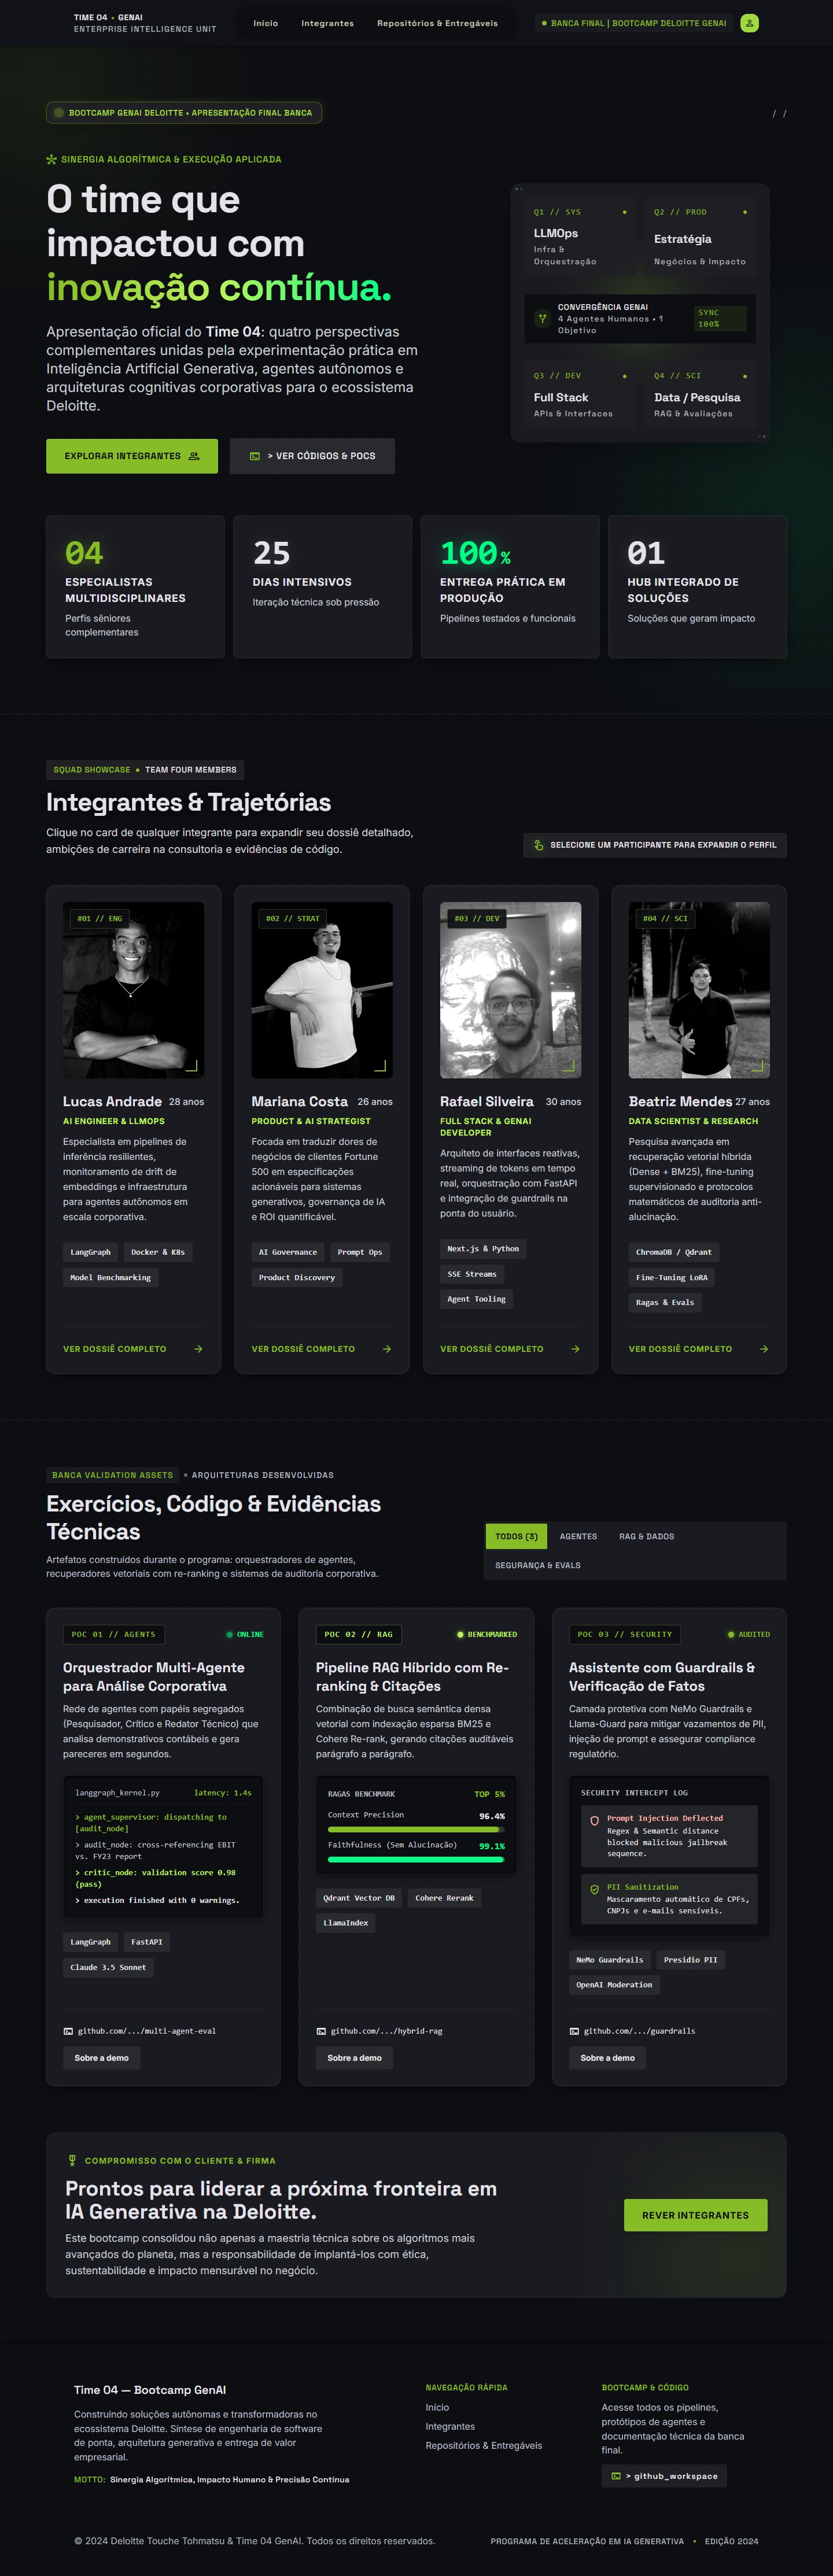 TIME 04 • GENAI
ENTERPRISE INTELLIGENCE UNIT
Início
Integrantes
Repositórios & Entregáveis
BANCA FINAL | BOOTCAMP DELOITTE GENAI
BOOTCAMP GENAI DELOITTE • APRESENTAÇÃO FINAL BANCA
/ /
SINERGIA ALGORÍTMICA & EXECUÇÃO APLICADA
O time que
impactou com
inovação contínua.
Apresentação oficial do Time 04: quatro perspectivas
complementares unidas pela experimentação prática em
Inteligência Artificial Generativa, agentes autônomos e
arquiteturas cognitivas corporativas para o ecossistema
Deloitte.
EXPLORAR INTEGRANTES
> VER CÓDIGOS & POCS
Q1 // SYS
LLMOps
Infra &
Orquestração
Q2 // PROD
Estratégia
Negócios & Impacto
CONVERGÊNCIA GENAI
4 Agentes Humanos • 1
Objetivo
SYNC
100%
Q3 // DEV
Full Stack
APIs & Interfaces
Q4 // SCI
Data / Pesquisa
RAG & Avaliações
04
ESPECIALISTAS
MULTIDISCIPLINARES
Perfis sêniores
complementares
25
DIAS INTENSIVOS
Iteração técnica sob pressão
100%
ENTREGA PRÁTICA EM
PRODUÇÃO
Pipelines testados e funcionais
01
HUB INTEGRADO DE
SOLUÇÕES
Soluções que geram impacto
SQUAD SHOWCASE • TEAM FOUR MEMBERS
Integrantes & Trajetórias
Clique no card de qualquer integrante para expandir seu dossiê detalhado,
ambições de carreira na consultoria e evidências de código.
SELECIONE UM PARTICIPANTE PARA EXPANDIR O PERFIL
#01 // ENG
Lucas Andrade 28 anos
AI ENGINEER & LLMOPS
Especialista em pipelines de
inferência resilientes,
monitoramento de drift de
embeddings e infraestrutura
para agentes autônomos em
escala corporativa.
LangGraph
Docker & K8s
Model Benchmarking
VER DOSSIÊ COMPLETO
#02 // STRAT
Mariana Costa 26 anos
PRODUCT & AI STRATEGIST
Focada em traduzir dores de
negócios de clientes Fortune
500 em especificações
acionáveis para sistemas
generativos, governança de IA
e ROI quantificável.
AI Governance
Prompt Ops
Product Discovery
VER DOSSIÊ COMPLETO
#03 // DEV
Rafael Silveira 30 anos
FULL STACK & GENAI
DEVELOPER
Arquiteto de interfaces reativas,
streaming de tokens em tempo
real, orquestração com FastAPI
e integração de guardrails na
ponta do usuário.
Next.js & Python
SSE Streams
Agent Tooling
VER DOSSIÊ COMPLETO
#04 // SCI
Beatriz Mendes 27 anos
DATA SCIENTIST & RESEARCH
Pesquisa avançada em
recuperação vetorial híbrida
(Dense + BM25), fine-tuning
supervisionado e protocolos
matemáticos de auditoria anti-
alucinação.
ChromaDB / Qdrant
Fine-Tuning LoRA
Ragas & Evals
VER DOSSIÊ COMPLETO
BANCA VALIDATION ASSETS • ARQUITETURAS DESENVOLVIDAS
Exercícios, Código & Evidências
Técnicas
Artefatos construídos durante o programa: orquestradores de agentes,
recuperadores vetoriais com re-ranking e sistemas de auditoria corporativa.
TODOS (3)
AGENTES
RAG & DADOS
SEGURANÇA & EVALS
POC 01 // AGENTS
ONLINE
Orquestrador Multi-Agente
para Análise Corporativa
Rede de agentes com papéis segregados
(Pesquisador, Crítico e Redator Técnico) que
analisa demonstrativos contábeis e gera
pareceres em segundos.
langgraph_kernel.py
latency: 1.4s
> agent_supervisor: dispatching to
[audit_node]
> audit_node: cross-referencing EBIT
vs. FY23 report
> critic_node: validation score 0.98
(pass)
> execution finished with 0 warnings.
LangGraph
FastAPI
Claude 3.5 Sonnet
github.com/.../multi-agent-eval
Sobre a demo
POC 02 // RAG
BENCHMARKED
Pipeline RAG Híbrido com Re-
ranking & Citações
Combinação de busca semântica densa
vetorial com indexação esparsa BM25 e
Cohere Re-rank, gerando citações auditáveis
parágrafo a parágrafo.
RAGAS BENCHMARK
TOP 5%
Context Precision
96.4%
Faithfulness (Sem Alucinação)
99.1%
Qdrant Vector DB
Cohere Rerank
LlamaIndex
github.com/.../hybrid-rag
Sobre a demo
POC 03 // SECURITY
AUDITED
Assistente com Guardrails &
Verificação de Fatos
Camada protetiva com NeMo Guardrails e
Llama-Guard para mitigar vazamentos de PII,
injeção de prompt e assegurar compliance
regulatório.
SECURITY INTERCEPT LOG
Prompt Injection Deflected
Regex & Semantic distance
blocked malicious jailbreak
sequence.
PII Sanitization
Mascaramento automático de CPFs,
CNPJs e e-mails sensíveis.
NeMo Guardrails
Presidio PII
OpenAI Moderation
github.com/.../guardrails
Sobre a demo
COMPROMISSO COM O CLIENTE & FIRMA
Prontos para liderar a próxima fronteira em
IA Generativa na Deloitte.
Este bootcamp consolidou não apenas a maestria técnica sobre os algoritmos mais
avançados do planeta, mas a responsabilidade de implantá-los com ética,
sustentabilidade e impacto mensurável no negócio.
REVER INTEGRANTES
Time 04 — Bootcamp GenAI
Construindo soluções autônomas e transformadoras no
ecossistema Deloitte. Síntese de engenharia de software
de ponta, arquitetura generativa e entrega de valor
empresarial.
MOTTO: Sinergia Algorítmica, Impacto Humano & Precisão Contínua
NAVEGAÇÃO RÁPIDA
Início
Integrantes
Repositórios & Entregáveis
BOOTCAMP & CÓDIGO
Acesse todos os pipelines,
protótipos de agentes e
documentação técnica da banca
final.
> github_workspace
© 2024 Deloitte Touche Tohmatsu & Time 04 GenAI. Todos os direitos reservados.
PROGRAMA DE ACELERAÇÃO EM IA GENERATIVA • EDIÇÃO 2024